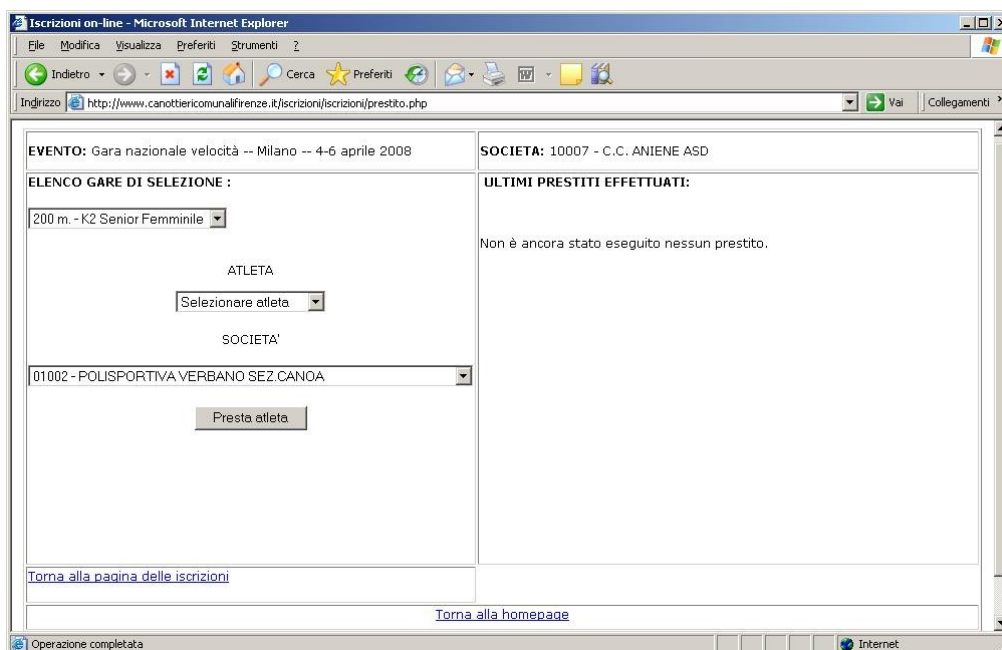 Iscrizioni on-line - Microsoft Internet Explorer
File Modifica Visualizza Preferiti Strumenti ?
Indietro Cerca Preferiti
Indirizzo http://www.canottiericomunalifirenze.it/iscrizioni/iscrizioni/prestito.php Vai Collegamenti »
EVENTO: Gara nazionale velocità -- Milano -- 4-6 aprile 2008
SOCIETA: 10007 - C.C. ANIENE ASD
ELENCO GARE DI SELEZIONE :
200 m. - K2 Senior Femminile
ATLETA
Selezionare atleta
SOCIETA'
01002 - POLISPORTIVA VERBANO SEZ.CANOA
Presta atleta
ULTIMI PRESTITI EFFETTUATI:
Non è ancora stato eseguito nessun prestito.
Torna alla pagina delle iscrizioni
Torna alla homepage
Operazione completata Internet